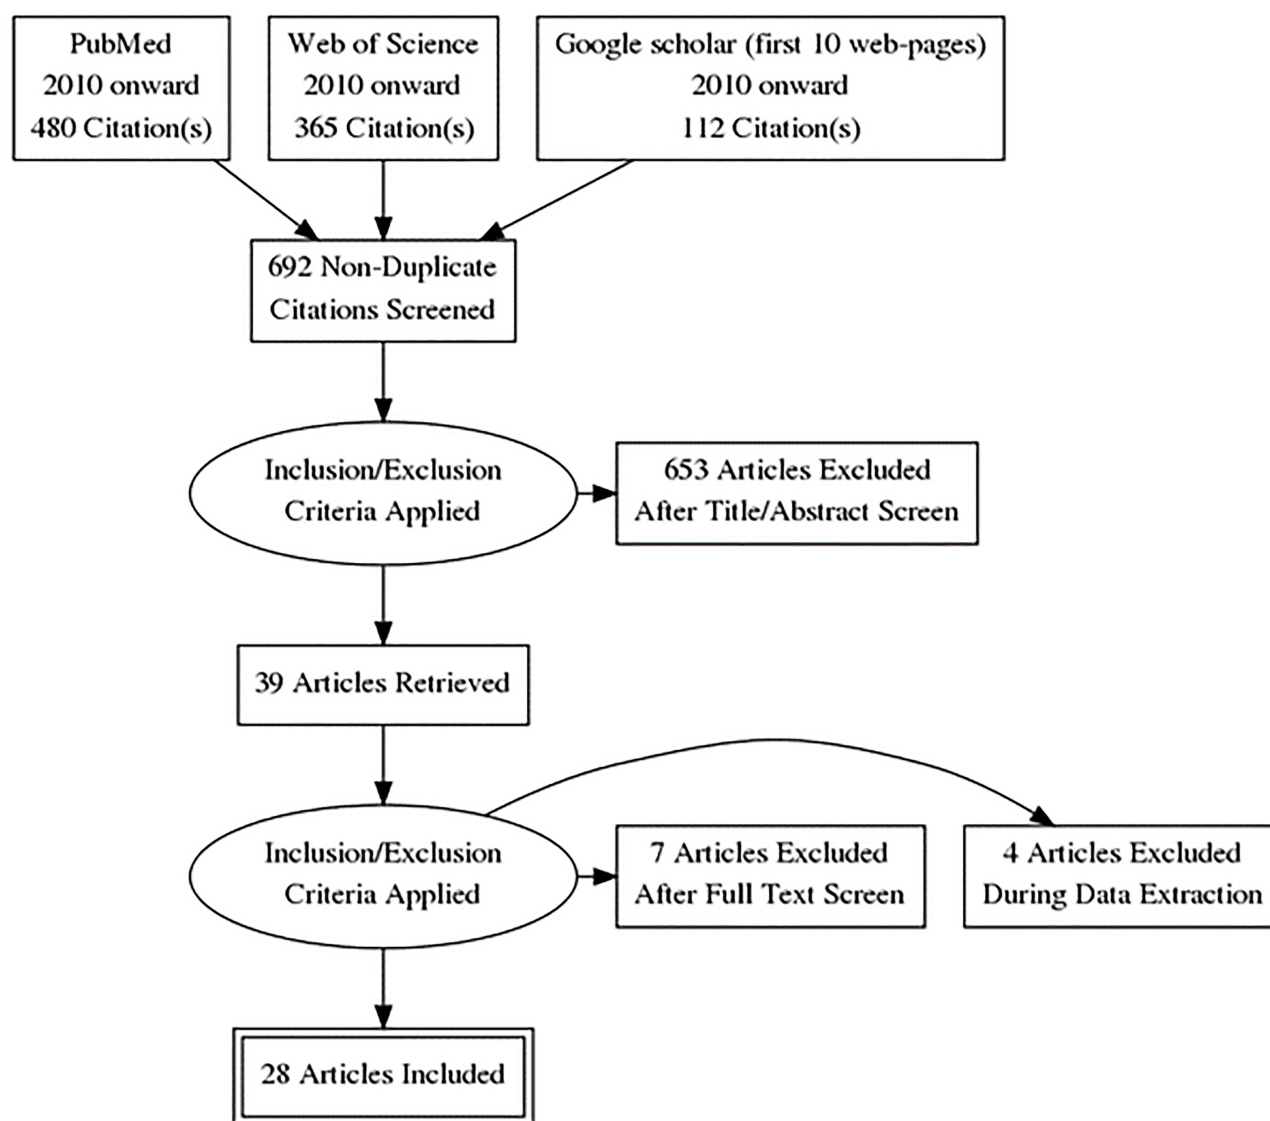 PubMed
2010 onward
480 Citation(s)
Web of Science
2010 onward
365 Citation(s)
Google scholar (first 10 web-pages)
2010 onward
112 Citation(s)
692 Non-Duplicate
Citations Screened
Inclusion/Exclusion
Criteria Applied
653 Articles Excluded
After Title/Abstract Screen
39 Articles Retrieved
Inclusion/Exclusion
Criteria Applied
7 Articles Excluded
After Full Text Screen
4 Articles Excluded
During Data Extraction
28 Articles Included